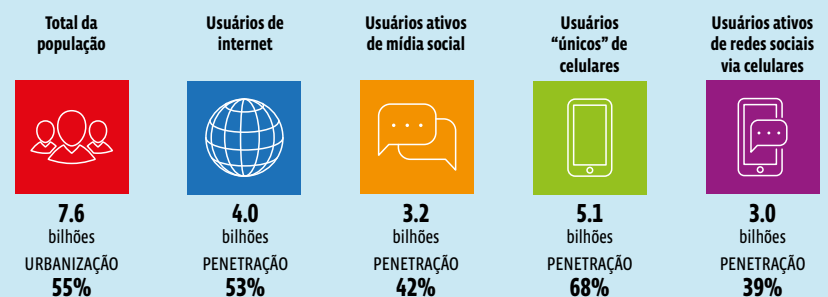 Total da
população
7.6
bilhões
URBANIZAÇÃO
55%
Usuários de
internet
4.0
bilhões
PENETRAÇÃO
53%
Usuários ativos
de mídia social
3.2
bilhões
PENETRAÇÃO
42%
Usuários
“únicos” de
celulares
5.1
bilhões
PENETRAÇÃO
68%
Usuários ativos
de redes sociais
via celulares
3.0
bilhões
PENETRAÇÃO
39%